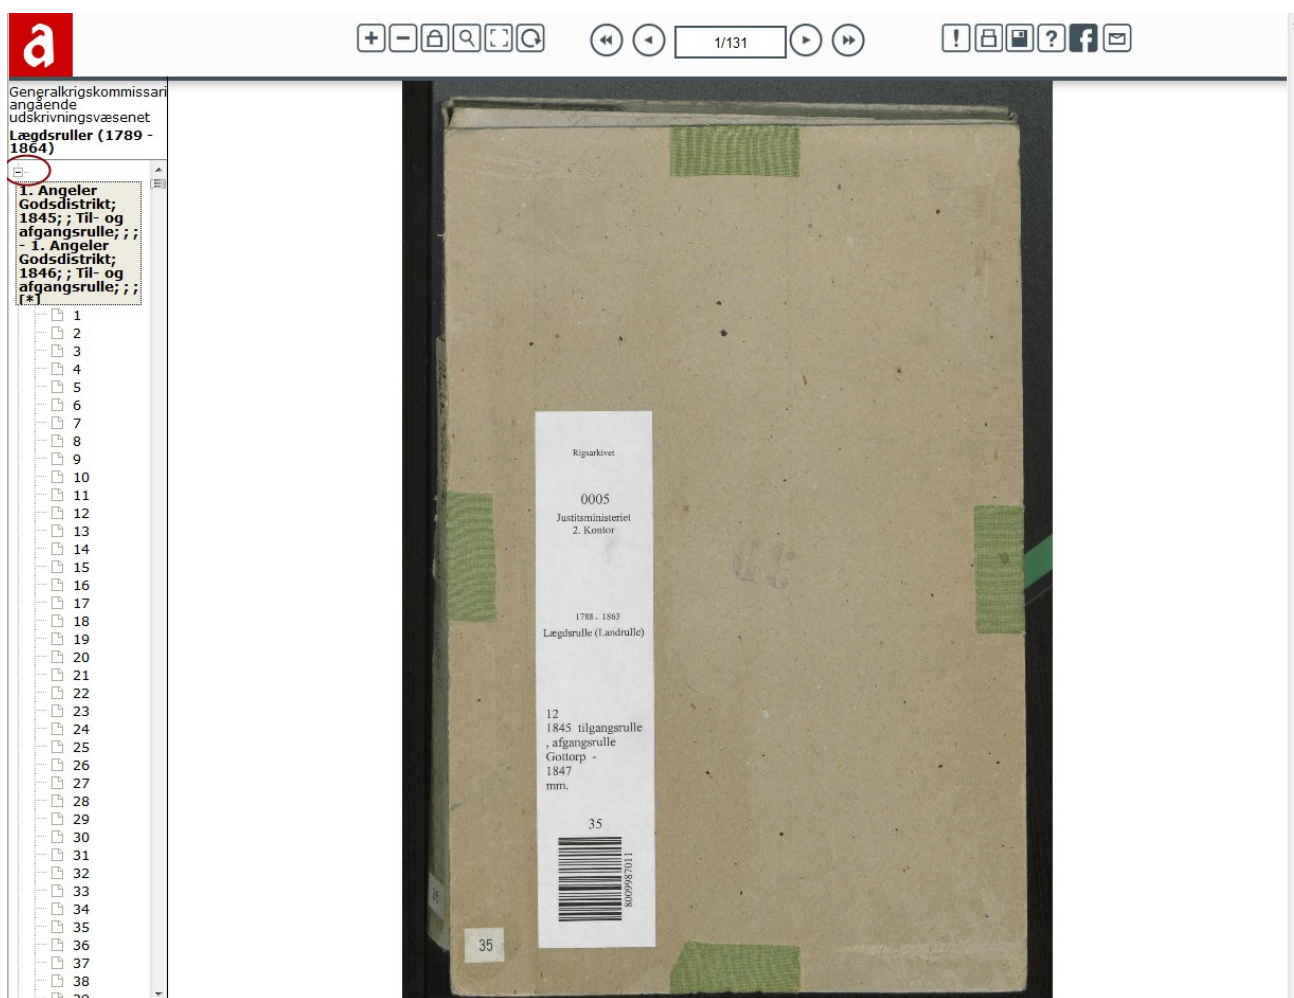 a
1/131
!
?
f
Generalkrigskommissari
angående
udskrivningsvæsenet
Lægdsruller (1789 -
1864)
1. Angeler
Godsdistrikt;
1845; ; Til- og
afgangsrulle; ; ;
- 1. Angeler
Godsdistrikt;
1846; ; Til- og
afgangsrulle; ; ;
[*]
1
2
3
4
5
6
7
8
9
10
11
12
13
14
15
16
17
18
19
20
21
22
23
24
25
26
27
28
29
30
31
32
33
34
35
36
37
38
39
Rigsarkivet
0005
Justitsministeriet
2. Kontor
1788 - 1863
Lægdsrulle (Landrulle)
12
1845 tilgangsrulle
, afgangsrulle
Gottorp -
1847
mm.
35
8009987011
35